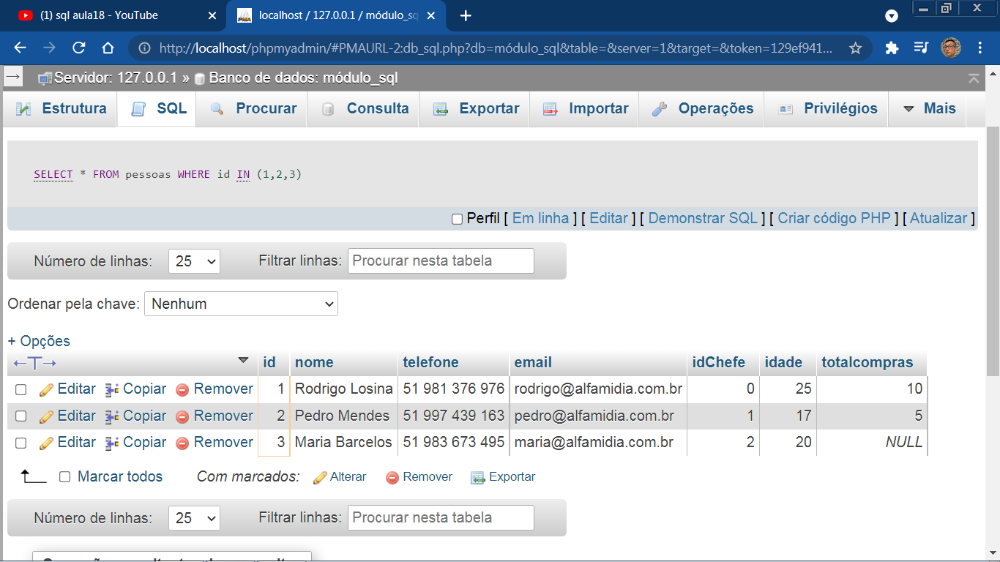 (1) sql aula18 - YouTube
localhost / 127.0.0.1 / módulo_sq
http://localhost/phpmyadmin/#PMAURL-2:db_sql.php?db=módulo_sql&table=&server=1&target=&token=129ef941...
Servidor: 127.0.0.1 » Banco de dados: módulo_sql
Estrutura SQL Procurar Consulta Exportar Importar Operações Privilégios Mais
SELECT * FROM pessoas WHERE id IN (1,2,3)
Perfil [ Em linha ] [ Editar ] [ Demonstrar SQL ] [ Criar código PHP ] [ Atualizar ]
Número de linhas: 25 Filtrar linhas: Procurar nesta tabela
Ordenar pela chave: Nenhum
+ Opções
←T→ id nome telefone email idChefe idade totalcompras
Editar Copiar Remover 1 Rodrigo Losina 51 981 376 976 rodrigo@alfamidia.com.br 0 25 10
Editar Copiar Remover 2 Pedro Mendes 51 997 439 163 pedro@alfamidia.com.br 1 17 5
Editar Copiar Remover 3 Maria Barcelos 51 983 673 495 maria@alfamidia.com.br 2 20 NULL
Marcar todos Com marcados: Alterar Remover Exportar
Número de linhas: 25 Filtrar linhas: Procurar nesta tabela